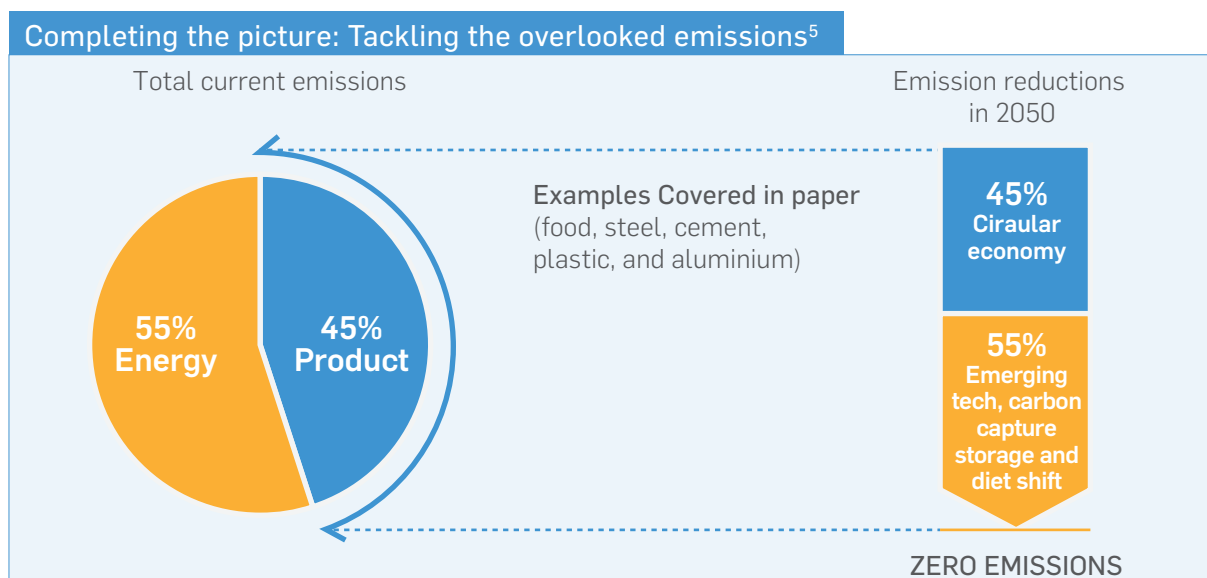 Completing the picture: Tackling the overlooked emissions⁵
Total current emissions
Emission reductions
in 2050
55%
Energy
45%
Product
Examples Covered in paper
(food, steel, cement,
plastic, and aluminium)
45%
Ciraular
economy
55%
Emerging
tech, carbon
capture
storage and
diet shift
ZERO EMISSIONS